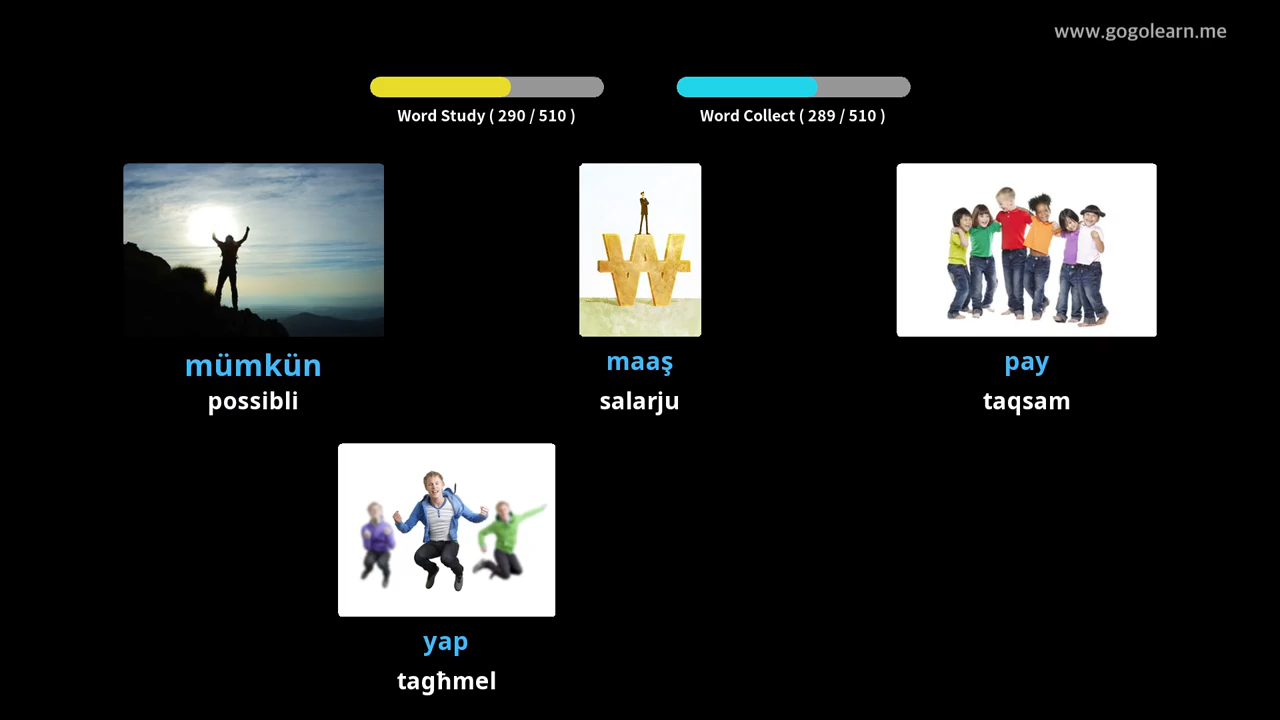 www.gogolearn.me
Word Study ( 290 / 510 )
Word Collect ( 289 / 510 )
mümkün
possibli
maaş
salarju
pay
taqsam
yap
tagħmel